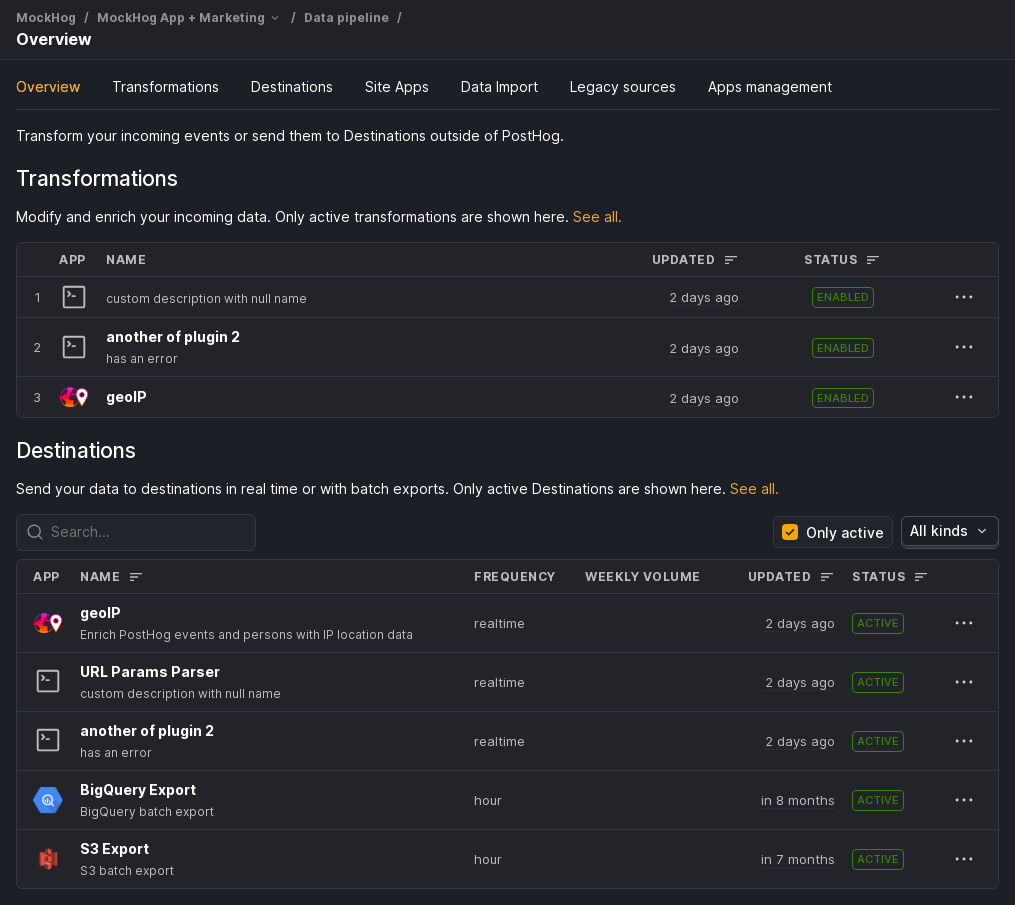 MockHog / MockHog App + Marketing / Data pipeline /
Overview
Overview Transformations Destinations Site Apps Data Import Legacy sources Apps management
Transform your incoming events or send them to Destinations outside of PostHog.
Transformations
Modify and enrich your incoming data. Only active transformations are shown here. See all.
APP NAME UPDATED STATUS
1 custom description with null name 2 days ago ENABLED
2 another of plugin 2 2 days ago ENABLED
has an error
3 geoIP 2 days ago ENABLED
Destinations
Send your data to destinations in real time or with batch exports. Only active Destinations are shown here. See all.
Search... Only active All kinds
APP NAME FREQUENCY WEEKLY VOLUME UPDATED STATUS
geoIP realtime 2 days ago ACTIVE
Enrich PostHog events and persons with IP location data
URL Params Parser realtime 2 days ago ACTIVE
custom description with null name
another of plugin 2 realtime 2 days ago ACTIVE
has an error
BigQuery Export hour in 8 months ACTIVE
BigQuery batch export
S3 Export hour in 7 months ACTIVE
S3 batch export